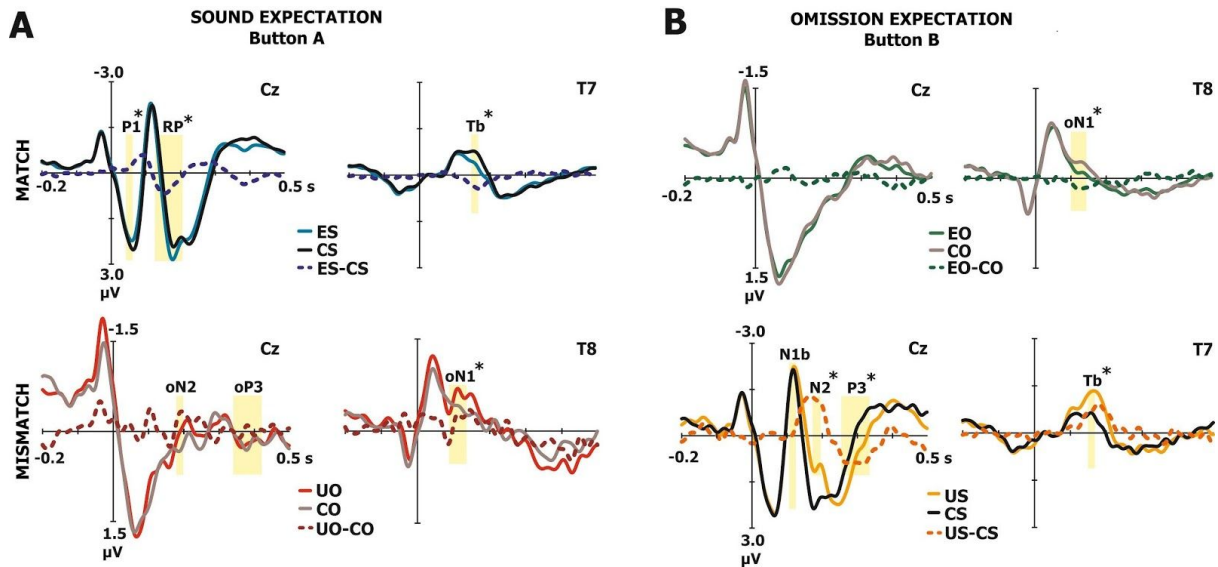 A
SOUND EXPECTATION
Button A
MATCH
-3.0
Cz
P1*
RP*
-0.2
0.5 s
3.0
µV
ES
CS
ES-CS
T7
Tb*
MISMATCH
-1.5
Cz
oN2
oP3
-0.2
0.5 s
1.5
µV
UO
CO
UO-CO
T8
oN1*
B
OMISSION EXPECTATION
Button B
-1.5
Cz
-0.2
0.5 s
1.5
µV
EO
CO
EO-CO
T8
oN1*
-3.0
Cz
N1b
N2*
P3*
-0.2
0.5 s
3.0
µV
US
CS
US-CS
T7
Tb*